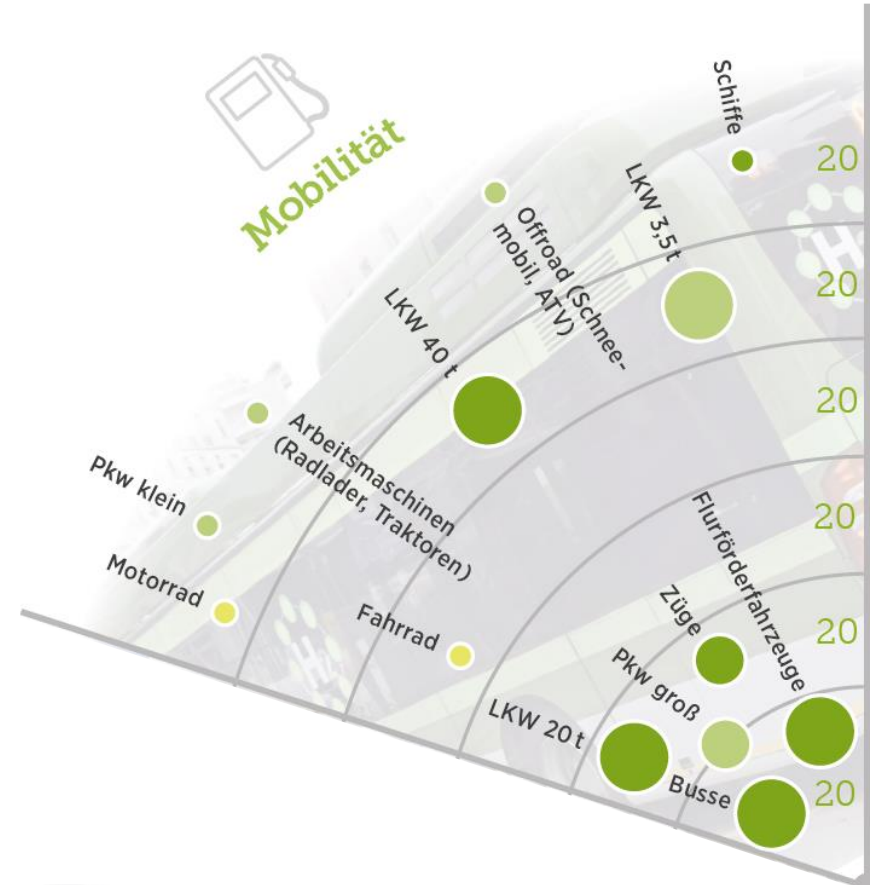 Mobilität
Schiffe
20
LKW 3,5 t
Offroad (Schnee-
mobil, ATV)
20
LKW 40 t
20
Arbeitsmaschinen
(Radlader, Traktoren)
Pkw klein
20
Flurförderfahrzeuge
Motorrad
Züge
Fahrrad
20
Pkw groß
LKW 20 t
Busse
20